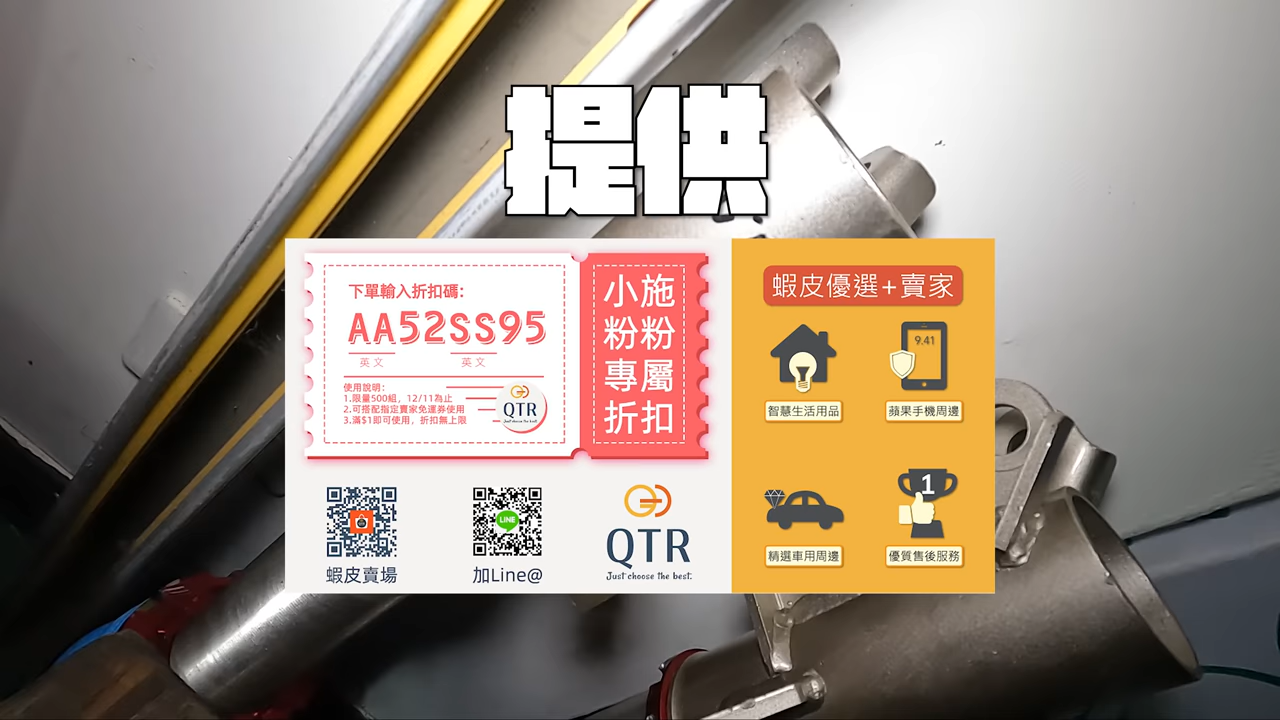 提供
下單輸入折扣碼：
AA52SS95
英文 英文
使用說明：
1.限量500組，12/11為止
2.可搭配指定賣家免運券使用
3.滿$1即可使用，折扣無上限
QTR
Just choose the best.
小施
粉粉
專屬
折扣
蝦皮賣場
LINE
加Line@
QTR
Just choose the best.
蝦皮優選+賣家
9.41
智慧生活用品
蘋果手機周邊
1
精選車用周邊
優質售後服務